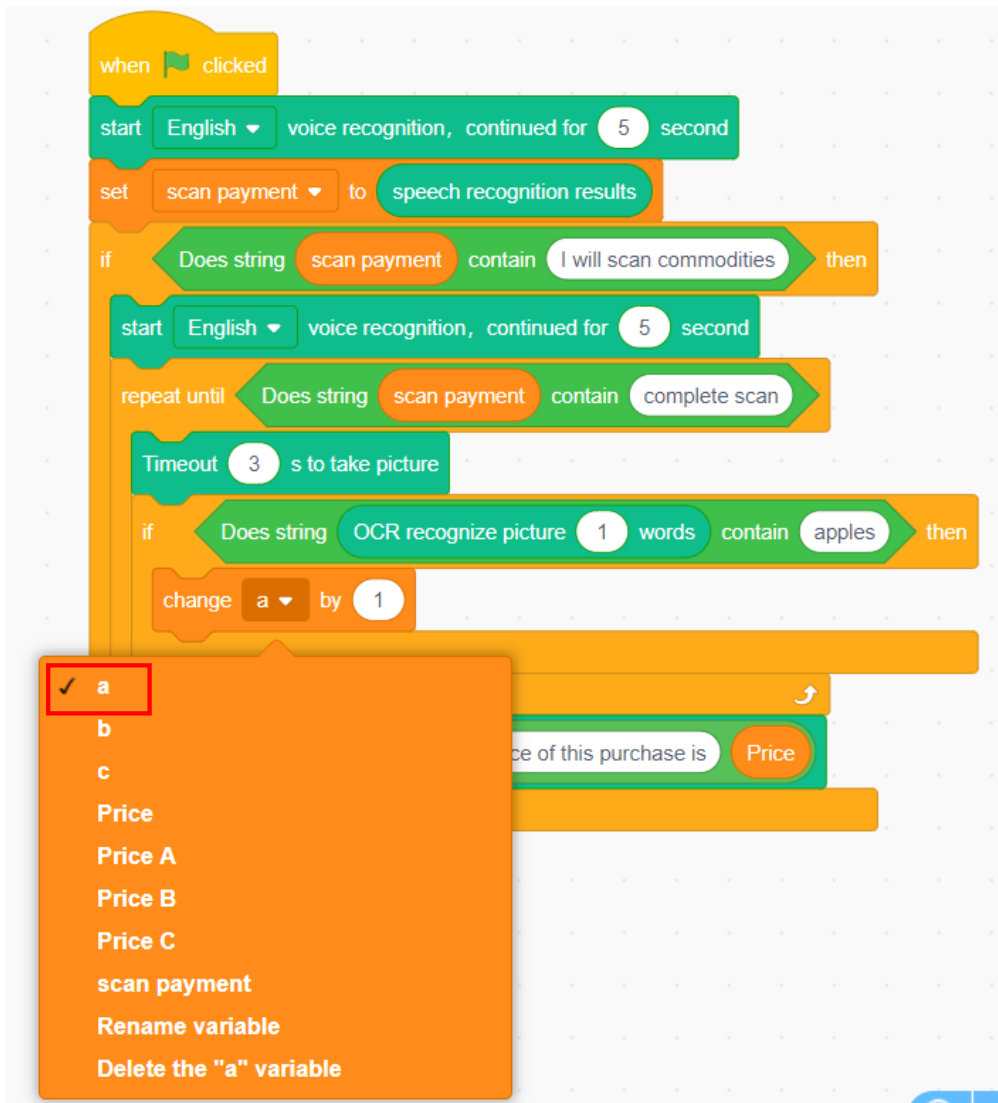 when clicked
start English voice recognition, continued for 5 second
set scan payment to speech recognition results
if Does string scan payment contain I will scan commodities then
start English voice recognition, continued for 5 second
repeat until Does string scan payment contain complete scan
Timeout 3 s to take picture
if Does string OCR recognize picture 1 words contain apples then
change a by 1
✓ a
b
of this purchase is Price
c
Price
Price A
Price B
Price C
scan payment
Rename variable
Delete the "a" variable